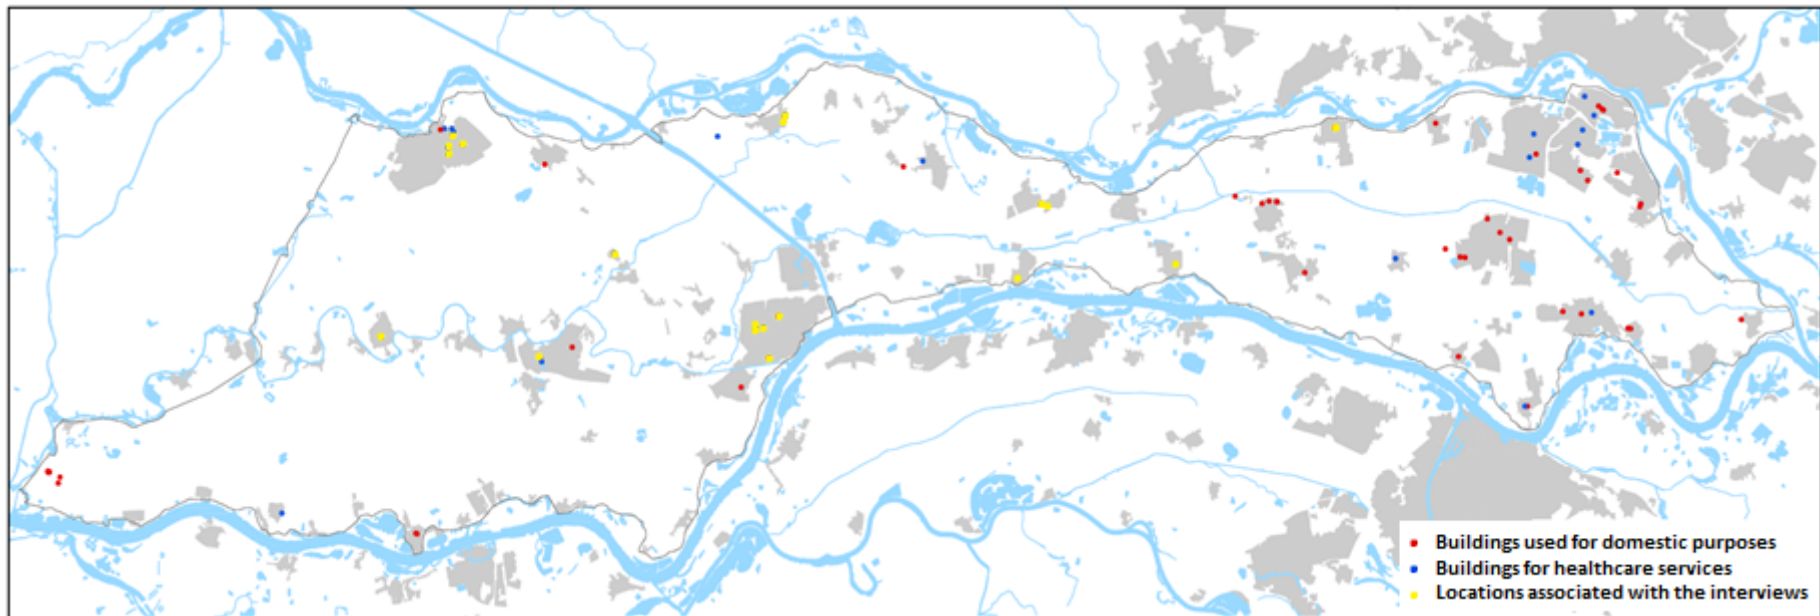 Buildings used for domestic purposes
Buildings for healthcare services
Locations associated with the interviews